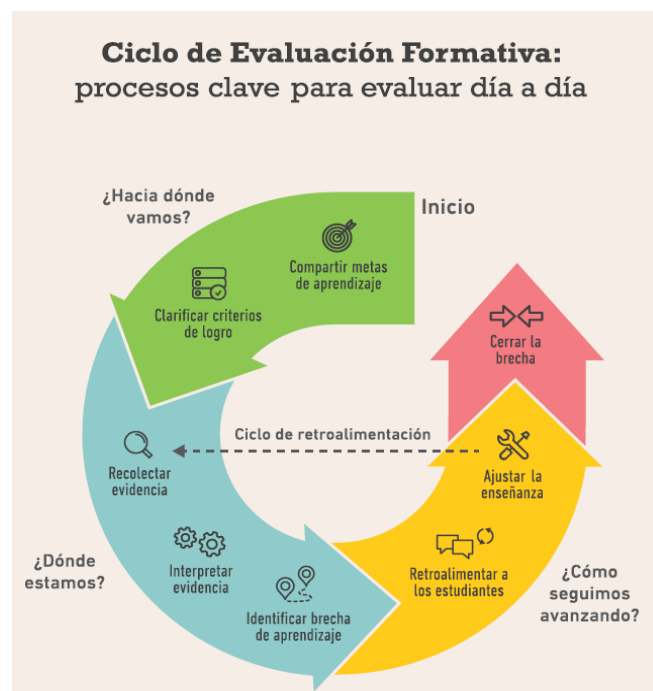 Ciclo de Evaluación Formativa:
procesos clave para evaluar día a día
¿Hacia dónde
vamos?
Inicio
Compartir metas
de aprendizaje
Clarificar criterios
de logro
Cerrar la
brecha
Ciclo de retroalimentación
Recolectar
evidencia
Ajustar la
enseñanza
¿Dónde
estamos?
Interpretar
evidencia
Identificar brecha
de aprendizaje
Retroalimentar a
los estudiantes
¿Cómo
seguimos
avanzando?